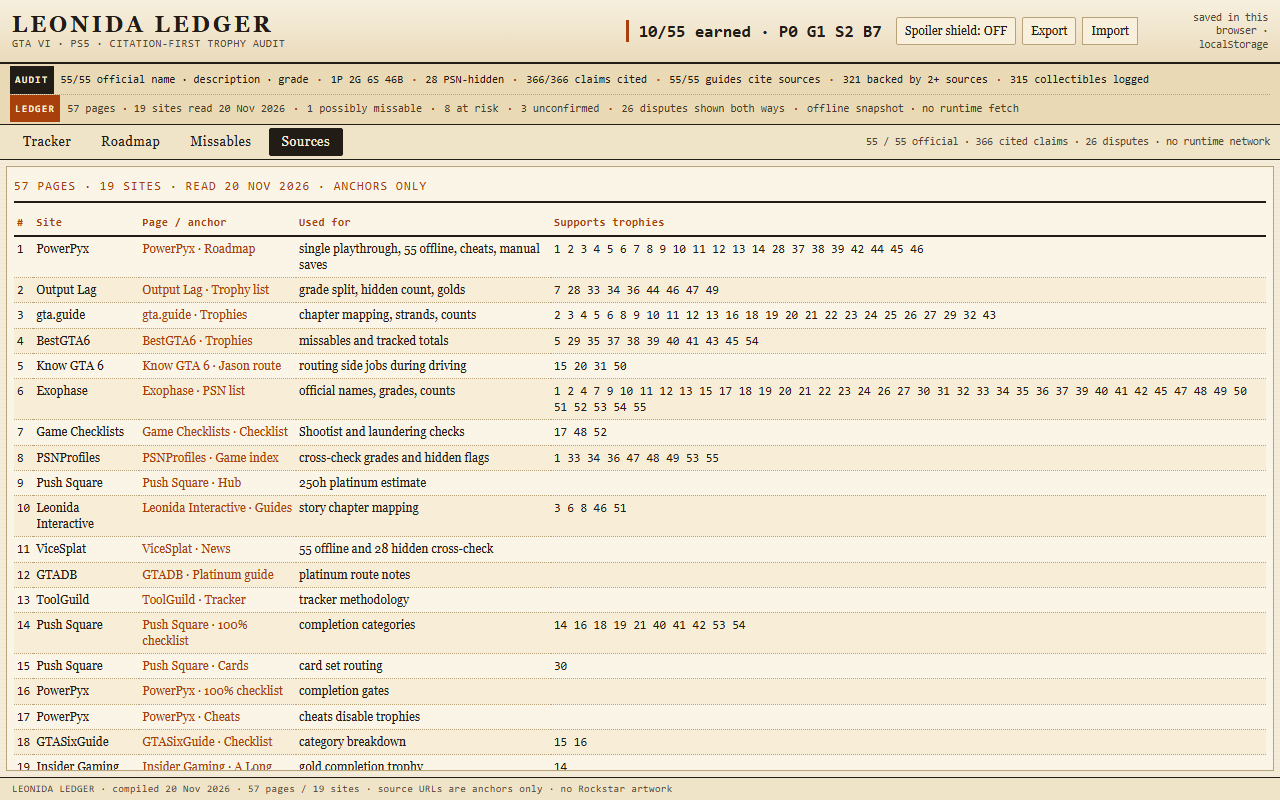 LEONIDA LEDGER
GTA VI · PS5 · CITATION-FIRST TROPHY AUDIT
10/55 earned · P0 G1 S2 B7
Spoiler shield: OFF
Export
Import
saved in this
browser ·
localStorage
AUDIT 55/55 official name · description · grade · 1P 2G 6S 46B · 28 PSN-hidden · 366/366 claims cited · 55/55 guides cite sources · 321 backed by 2+ sources · 315 collectibles logged
LEDGER 57 pages · 19 sites read 20 Nov 2026 · 1 possibly missable · 8 at risk · 3 unconfirmed · 26 disputes shown both ways · offline snapshot · no runtime fetch
Tracker Roadmap Missables Sources
55 / 55 official · 366 cited claims · 26 disputes · no runtime network
57 PAGES · 19 SITES · READ 20 NOV 2026 · ANCHORS ONLY
# Site Page / anchor Used for Supports trophies
1 PowerPyx PowerPyx · Roadmap single playthrough, 55 offline, cheats, manual 1 2 3 4 5 6 7 8 9 10 11 12 13 14 28 37 38 39 42 44 45 46
saves
2 Output Lag Output Lag · Trophy list grade split, hidden count, golds 7 28 33 34 36 44 46 47 49
3 gta.guide gta.guide · Trophies chapter mapping, strands, counts 2 3 4 5 6 8 9 10 11 12 13 16 18 19 20 21 22 23 24 25 26 27 29 32 43
4 BestGTA6 BestGTA6 · Trophies missables and tracked totals 5 29 35 37 38 39 40 41 43 45 54
5 Know GTA 6 Know GTA 6 · Jason route routing side jobs during driving 15 20 31 50
6 Exophase Exophase · PSN list official names, grades, counts 1 2 4 7 9 10 11 12 13 15 17 18 19 20 21 22 23 24 26 27 30 31 32 33 34 35 36 37 39 40 41 42 45 47 48 49 50
51 52 53 54 55
7 Game Checklists Game Checklists · Checklist Shootist and laundering checks 17 48 52
8 PSNProfiles PSNProfiles · Game index cross-check grades and hidden flags 1 33 34 36 47 48 49 53 55
9 Push Square Push Square · Hub 250h platinum estimate
10 Leonida Leonida Interactive · Guides story chapter mapping 3 6 8 46 51
Interactive
11 ViceSplat ViceSplat · News 55 offline and 28 hidden cross-check
12 GTADB GTADB · Platinum guide platinum route notes
13 ToolGuild ToolGuild · Tracker tracker methodology
14 Push Square Push Square · 100% completion categories 14 16 18 19 21 40 41 42 53 54
checklist
15 Push Square Push Square · Cards card set routing 30
16 PowerPyx PowerPyx · 100% checklist completion gates
17 PowerPyx PowerPyx · Cheats cheats disable trophies
18 GTASixGuide GTASixGuide · Checklist category breakdown 15 16
19 Insider Gaming Insider Gaming · A Long gold completion trophy 14
LEONIDA LEDGER · compiled 20 Nov 2026 · 57 pages / 19 sites · source URLs are anchors only · no Rockstar artwork